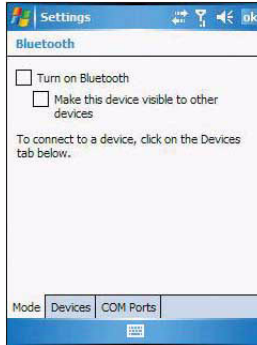 Settings
ok
Bluetooth
Turn on Bluetooth
Make this device visible to other
devices
To connect to a device, click on the Devices
tab below.
Mode Devices COM Ports